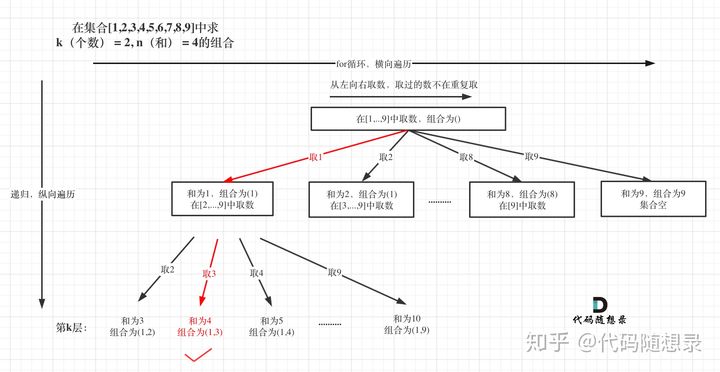 在集合[1,2,3,4,5,6,7,8,9]中求
k（个数）= 2, n（和）= 4的组合
for循环，横向遍历
从左向右取数，取过的数不在重复取
在[1,...,9]中取数，组合为()
取1
取2
取8
取9
递归，纵向遍历
和为1，组合为(1)
在[2,...,9]中取数
和为2，组合为(1)
在[3,...,9]中取数
..........
和为8，组合为(8)
在[9]中取数
和为9，组合为9
集合空
取2
取3
取4
取9
第k层：
和为3
组合为(1,2)
和为4
组合为(1,3)
和为5
组合为(1,4)
..........
和为10
组合为(1,9)
代码随想录
知乎 @代码随想录